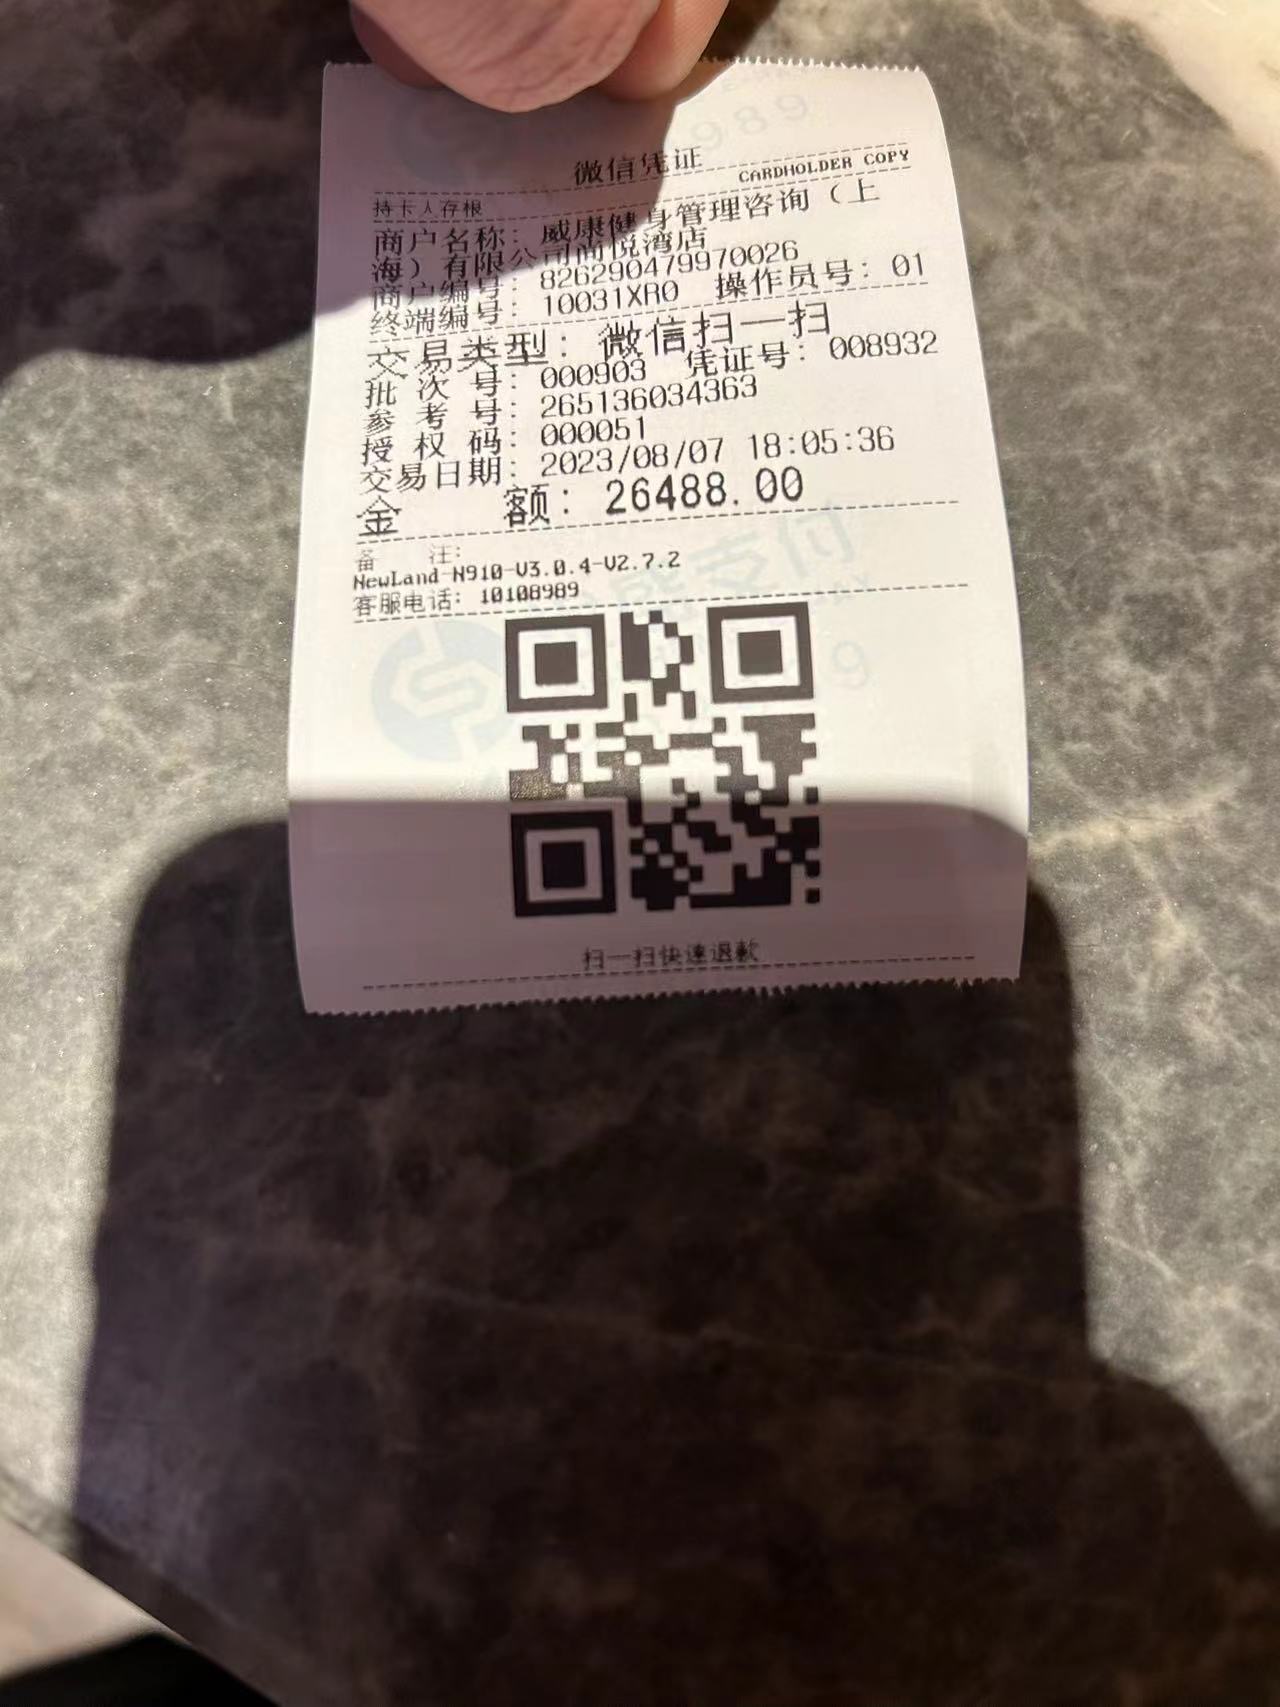 微信凭证
CARDHOLDER COPY
持卡人存根
商户名称: 威康健身管理咨询（上
海）有限公司尚悦湾店
商户编号: 826290479970026
终端编号: 10031XR0 操作员号: 01
交易类型: 微信扫一扫
批次号: 000903 凭证号: 008932
参考号: 265136034363
授权码: 000051
交易日期: 2023/08/07 18:05:36
金额: 26488.00
备注:
NewLand-N910-V3.0.4-V2.7.2
客服电话: 10108989
扫一扫快速退款